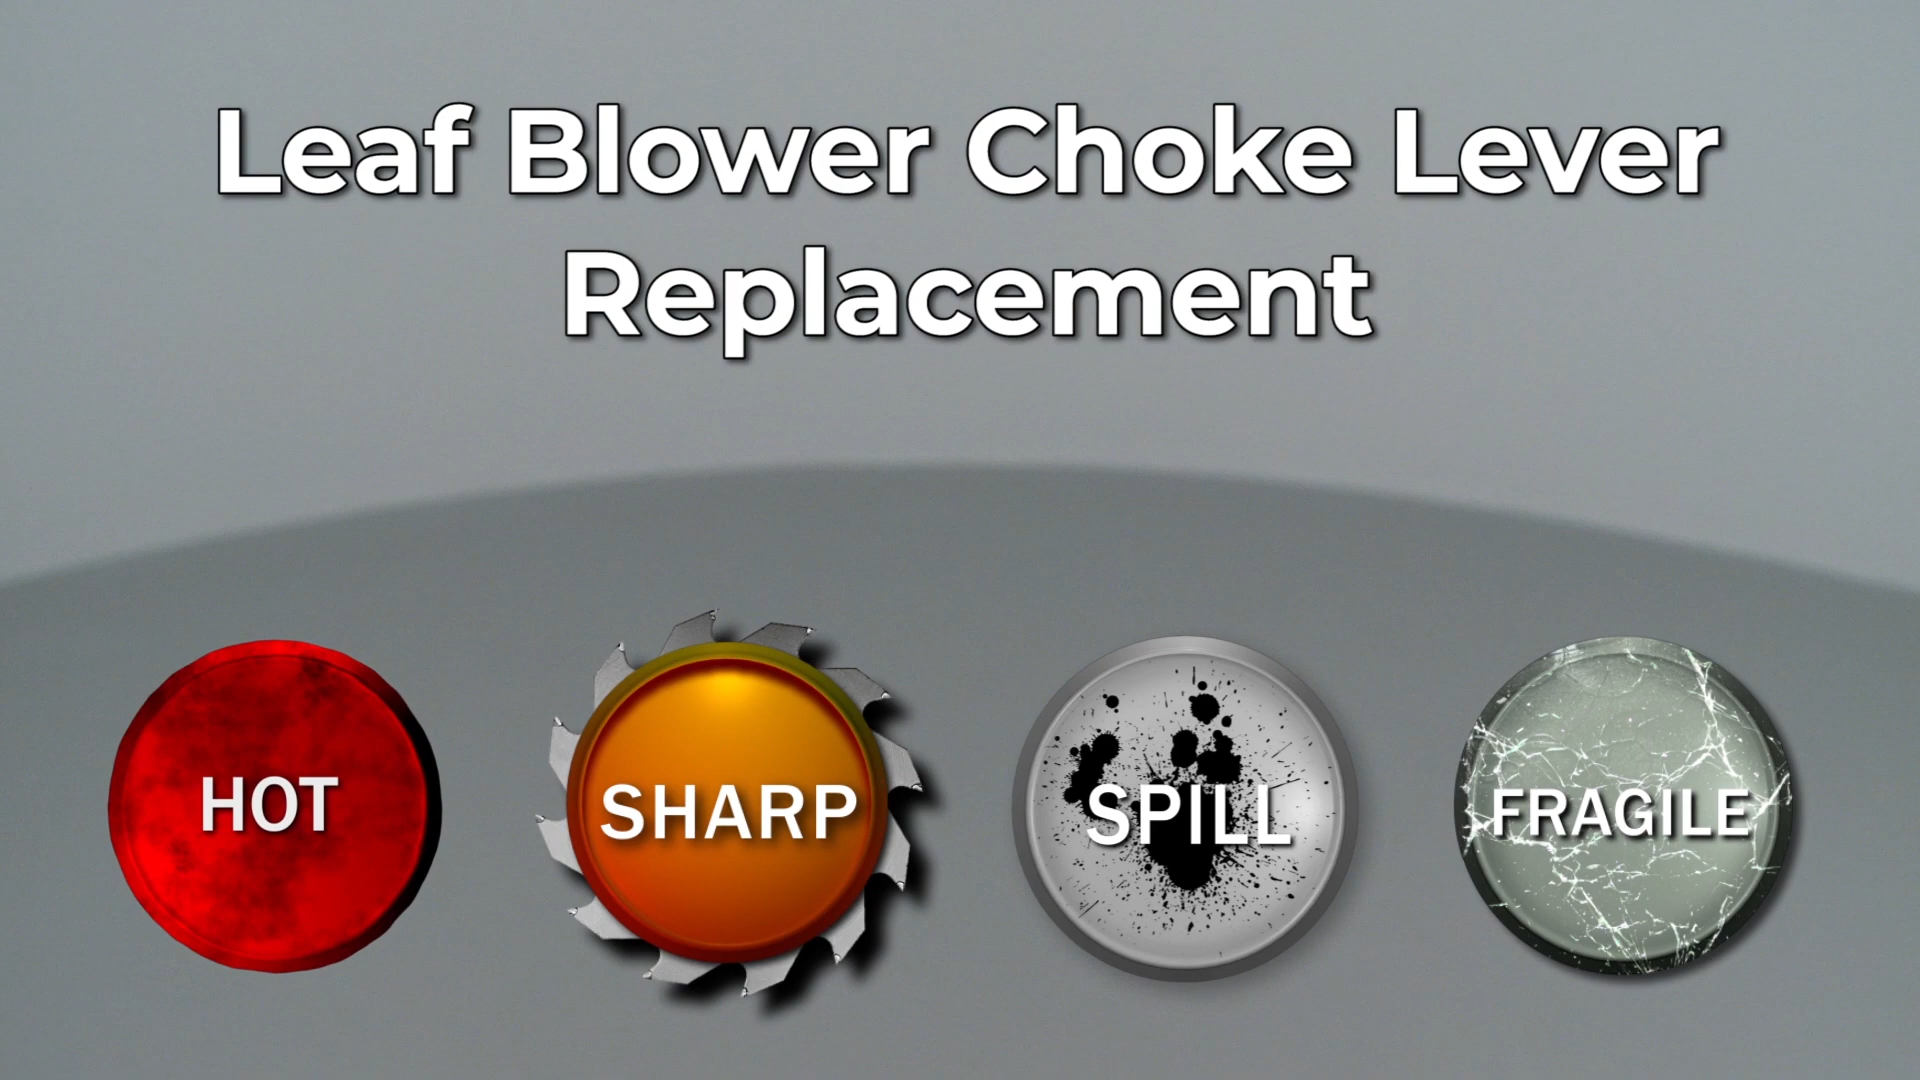 Leaf Blower Choke Lever
Replacement
HOT
SHARP
SPILL
FRAGILE